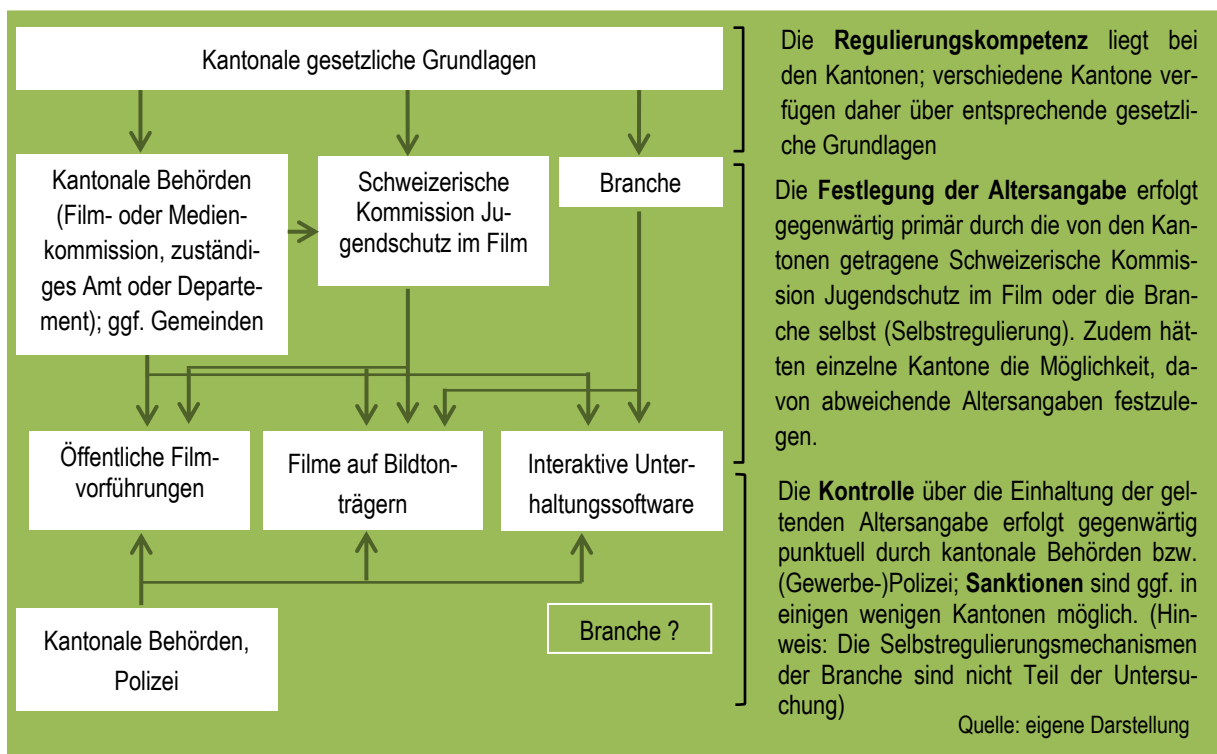 Kantonale gesetzliche Grundlagen
Die Regulierungskompetenz liegt bei
den Kantonen; verschiedene Kantone ver-
fügen daher über entsprechende gesetzli-
che Grundlagen
Kantonale Behörden
(Film- oder Medien-
kommission, zuständi-
ges Amt oder Departe-
ment); ggf. Gemeinden
Schweizerische
Kommission Ju-
gendschutz im Film
Branche
Die Festlegung der Altersangabe erfolgt
gegenwärtig primär durch die von den Kan-
tonen getragene Schweizerische Kommis-
sion Jugendschutz im Film oder die Bran-
che selbst (Selbstregulierung). Zudem hät-
ten einzelne Kantone die Möglichkeit, da-
von abweichende Altersangaben festzule-
gen.
Öffentliche Film-
vorführungen
Filme auf Bildton-
trägern
Interaktive Unter-
haltungssoftware
Die Kontrolle über die Einhaltung der gel-
tenden Altersangabe erfolgt gegenwärtig
punktuell durch kantonale Behörden bzw.
(Gewerbe-)Polizei; Sanktionen sind ggf. in
einigen wenigen Kantonen möglich. (Hin-
weis: Die Selbstregulierungsmechanismen
der Branche sind nicht Teil der Untersu-
chung)
Kantonale Behörden,
Polizei
Branche ?
Quelle: eigene Darstellung